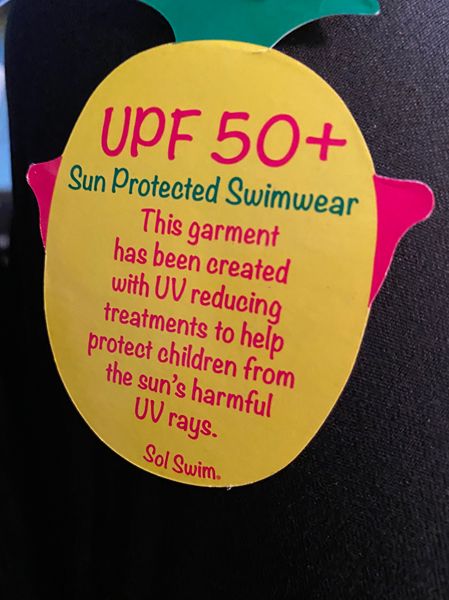 UPF 50+
Sun Protected Swimwear
This garment
has been created
with UV reducing
treatments to help
protect children from
the sun's harmful
UV rays.
Sol Swim.